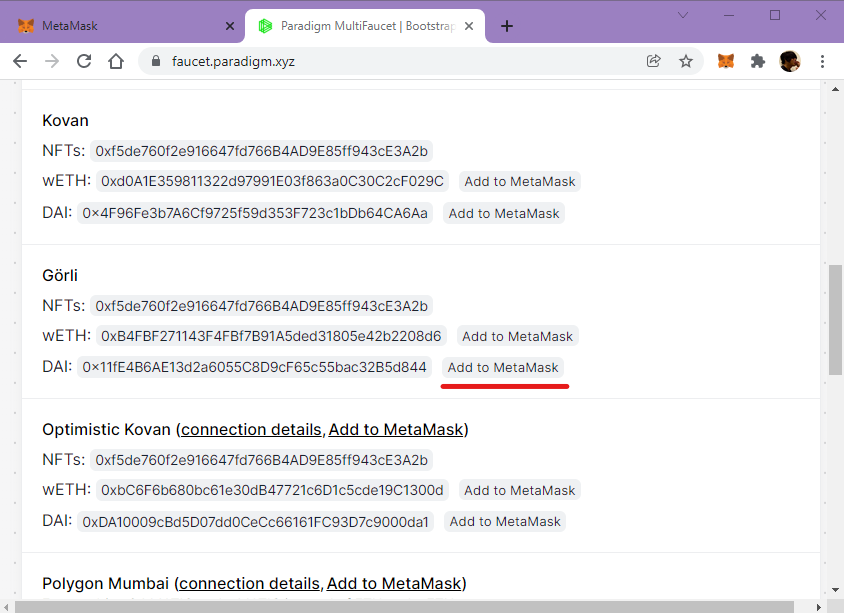 MetaMask
Paradigm MultiFaucet | Bootstrap
faucet.paradigm.xyz
Kovan
NFTs: 0xf5de760f2e916647fd766B4AD9E85ff943cE3A2b
wETH: 0xd0A1E359811322d97991E03f863a0C30C2cF029C Add to MetaMask
DAI: 0x4F96Fe3b7A6Cf9725f59d353F723c1bDb64CA6Aa Add to MetaMask
Görli
NFTs: 0xf5de760f2e916647fd766B4AD9E85ff943cE3A2b
wETH: 0xB4FBF271143F4FBf7B91A5ded31805e42b2208d6 Add to MetaMask
DAI: 0x11fE4B6AE13d2a6055C8D9cF65c55bac32B5d844 Add to MetaMask
Optimistic Kovan (connection details, Add to MetaMask)
NFTs: 0xf5de760f2e916647fd766B4AD9E85ff943cE3A2b
wETH: 0xbC6F6b680bc61e30dB47721c6D1c5cde19C1300d Add to MetaMask
DAI: 0xDA10009cBd5D07dd0CeCc66161FC93D7c9000da1 Add to MetaMask
Polygon Mumbai (connection details, Add to MetaMask)